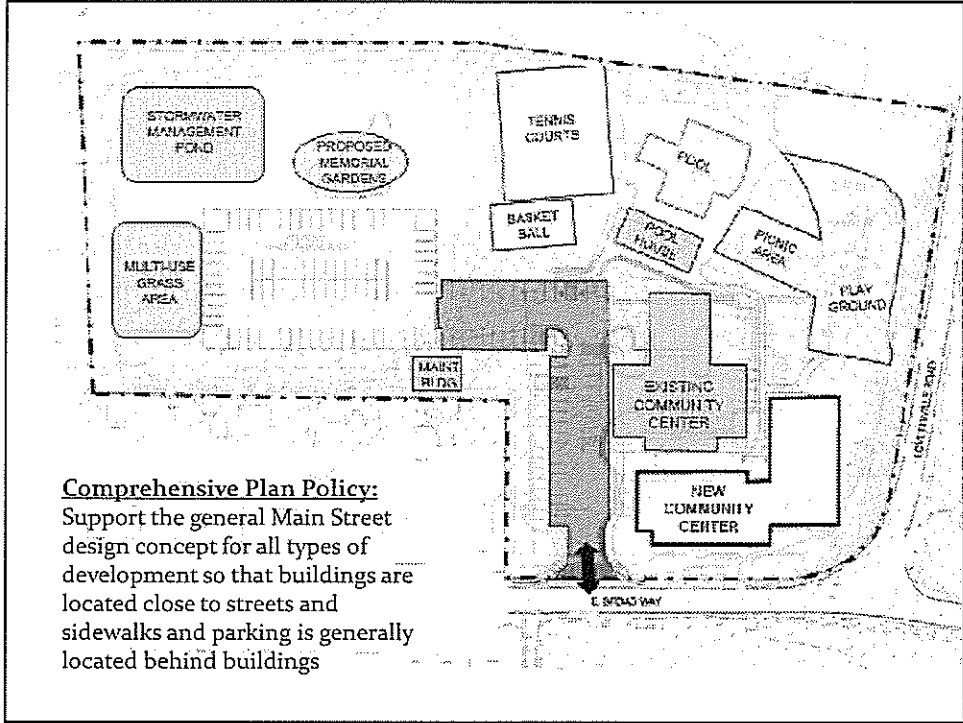 STORMWATER
MANAGEMENT
POND
PROPOSED
MEMORIAL
GARDENS
TENNIS
COURTS
POOL
BASKET
BALL
POOL
HOUSE
PICNIC
AREA
MULTI-USE
GRASS
AREA
PLAY
GROUND
MAINT
BLDG
EXISTING
COMMUNITY
CENTER
NEW
COMMUNITY
CENTER
ROAD
E. BROADWAY
Comprehensive Plan Policy:
Support the general Main Street
design concept for all types of
development so that buildings are
located close to streets and
sidewalks and parking is generally
located behind buildings